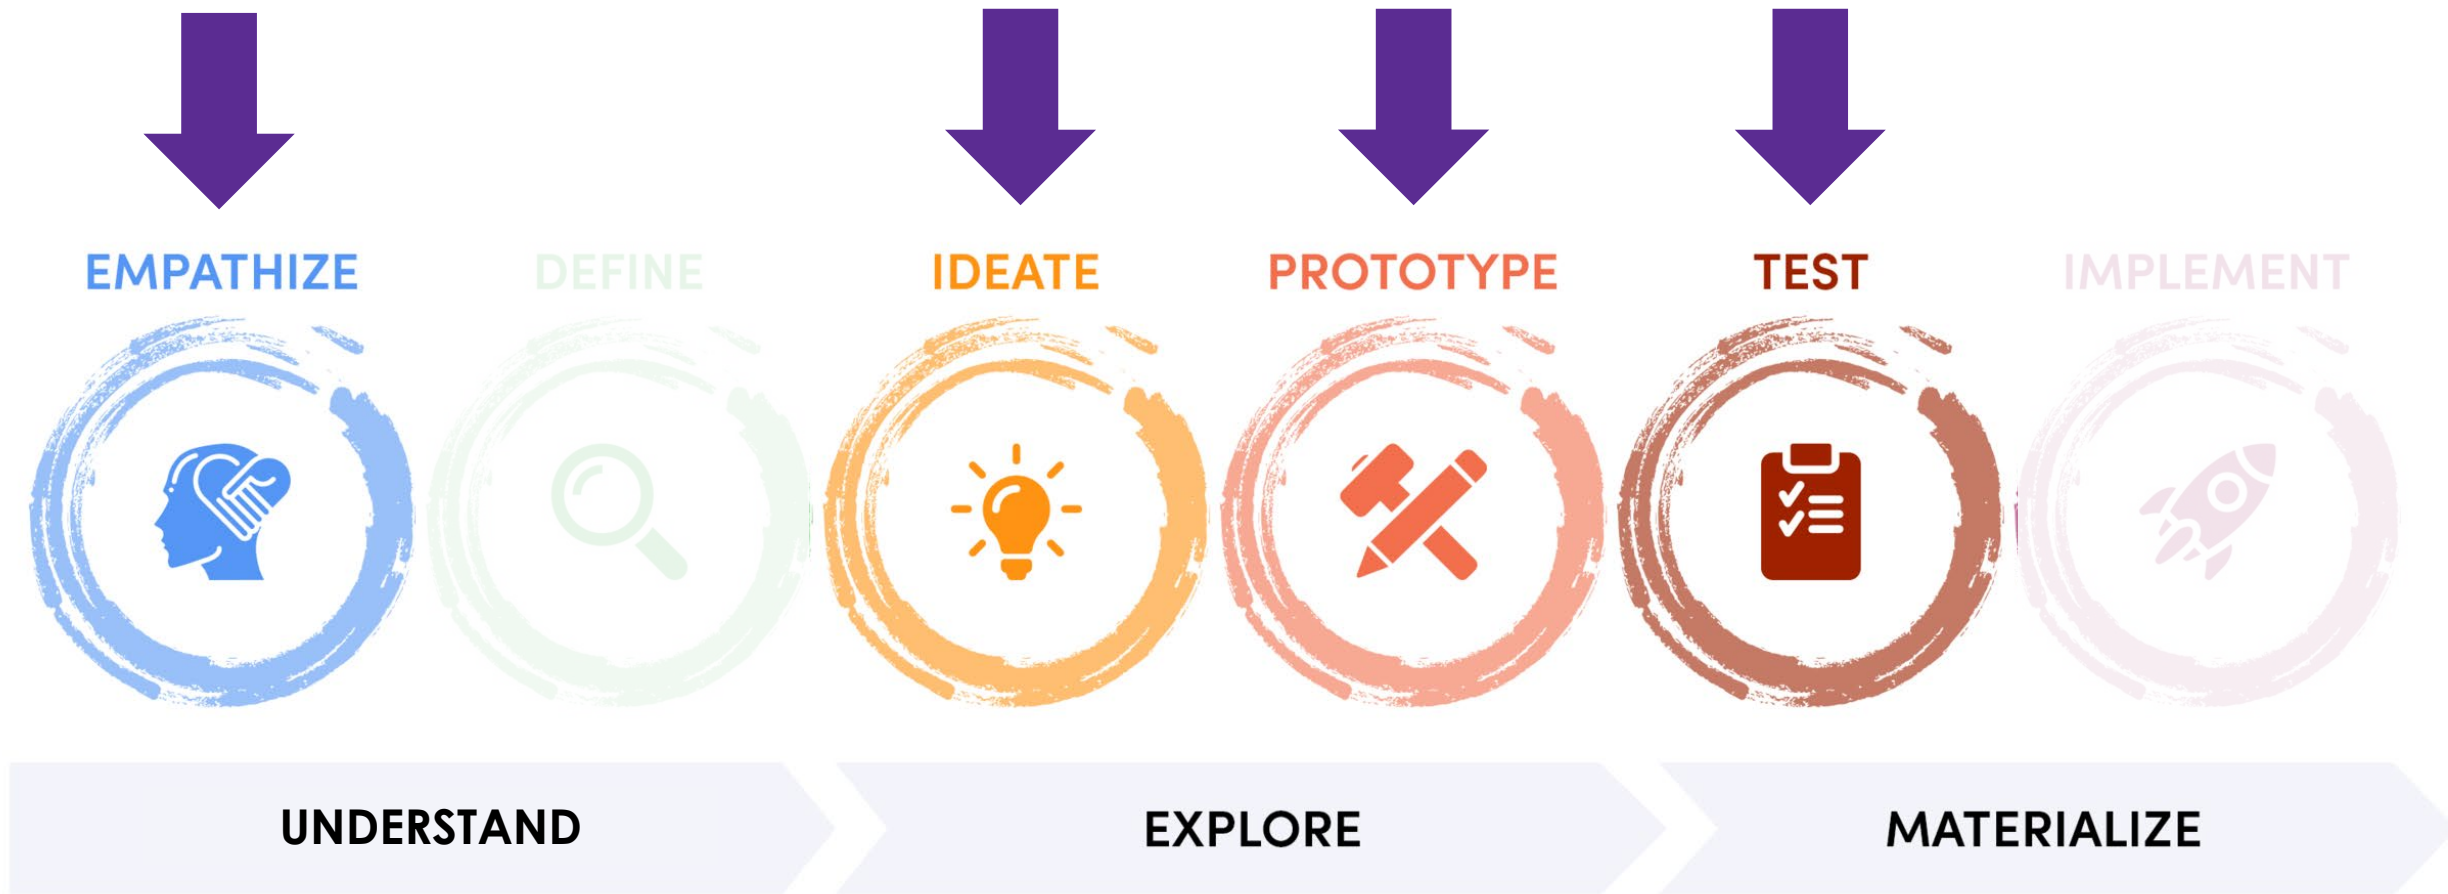 EMPATHIZE
DEFINE
IDEATE
PROTOTYPE
TEST
IMPLEMENT
UNDERSTAND
EXPLORE
MATERIALIZE